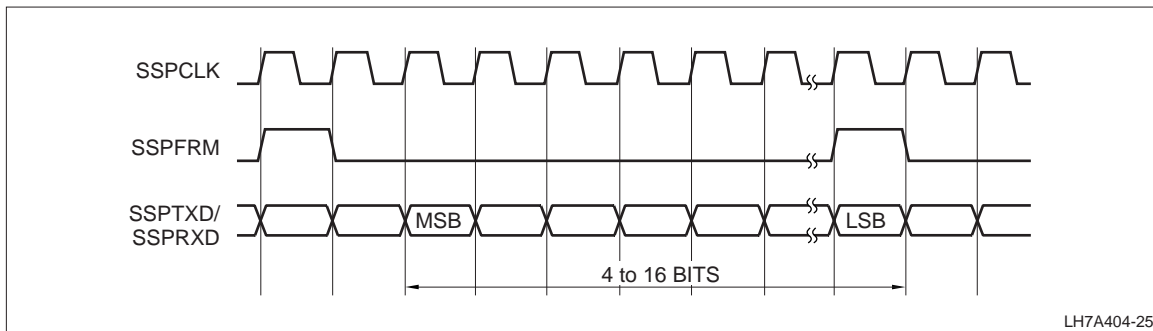 SSPCLK
SSPFRM
SSPTXD/
SSPRXD
MSB
LSB
4 to 16 BITS
LH7A404-25